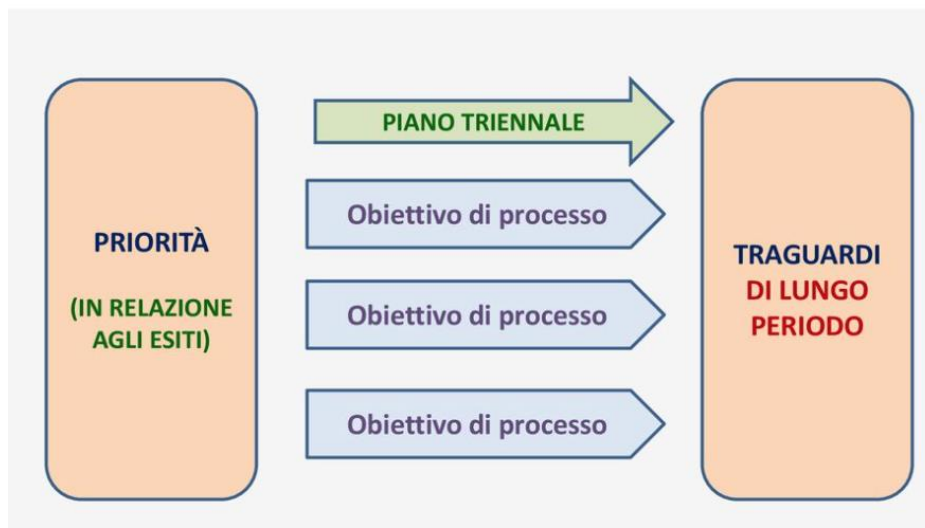 PRIORITÀ
(IN RELAZIONE
AGLI ESITI)
PIANO TRIENNALE
Obiettivo di processo
Obiettivo di processo
Obiettivo di processo
TRAGUARDI
DI LUNGO
PERIODO